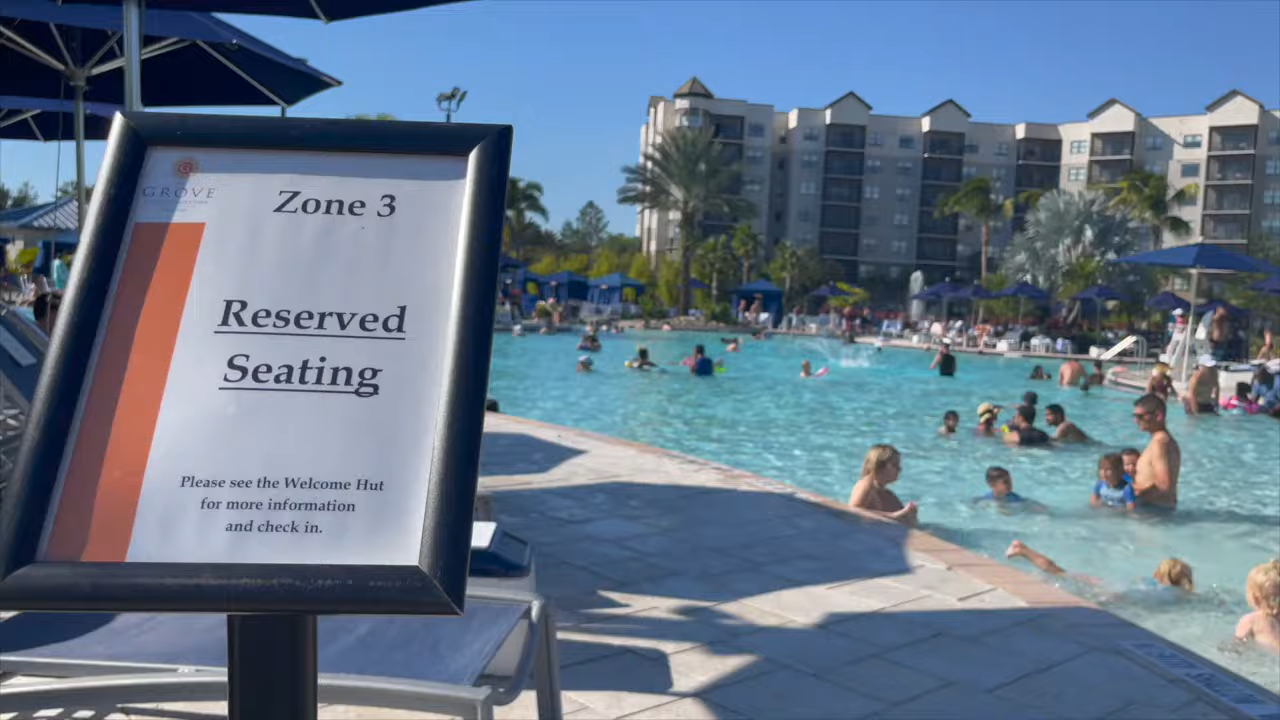 GROVE
Zone 3
Reserved
Seating
Please see the Welcome Hut
for more information
and check in.